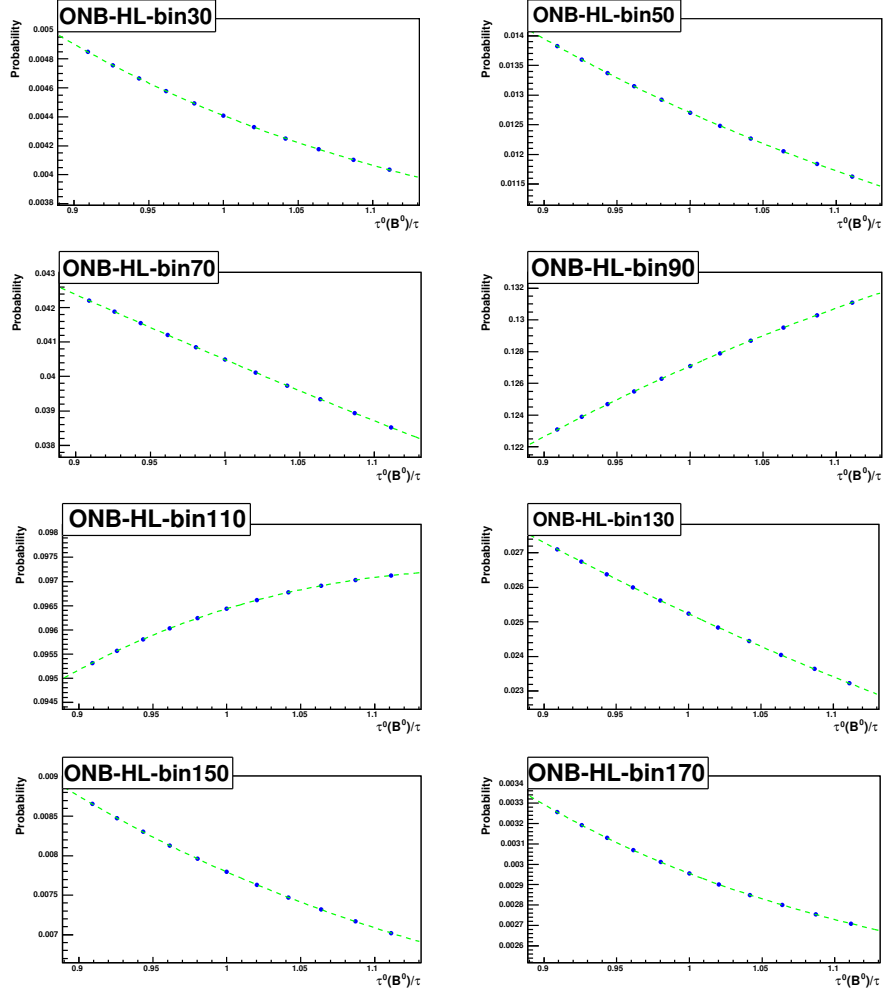 ONB-HL-bin30
Probability
0.005
0.0048
0.0046
0.0044
0.0042
0.004
0.0038
0.9 0.95 1 1.05 1.1
τ⁰(B⁰)/τ
ONB-HL-bin50
Probability
0.014
0.0135
0.013
0.0125
0.012
0.0115
0.9 0.95 1 1.05 1.1
τ⁰(B⁰)/τ
ONB-HL-bin70
Probability
0.043
0.042
0.041
0.04
0.039
0.038
0.9 0.95 1 1.05 1.1
τ⁰(B⁰)/τ
ONB-HL-bin90
Probability
0.132
0.13
0.128
0.126
0.124
0.122
0.9 0.95 1 1.05 1.1
τ⁰(B⁰)/τ
ONB-HL-bin110
Probability
0.098
0.0975
0.097
0.0965
0.096
0.0955
0.095
0.0945
0.9 0.95 1 1.05 1.1
τ⁰(B⁰)/τ
ONB-HL-bin130
Probability
0.027
0.026
0.025
0.024
0.023
0.9 0.95 1 1.05 1.1
τ⁰(B⁰)/τ
ONB-HL-bin150
Probability
0.009
0.0085
0.008
0.0075
0.007
0.9 0.95 1 1.05 1.1
τ⁰(B⁰)/τ
ONB-HL-bin170
Probability
0.0034
0.0033
0.0032
0.0031
0.003
0.0029
0.0028
0.0027
0.0026
0.9 0.95 1 1.05 1.1
τ⁰(B⁰)/τ